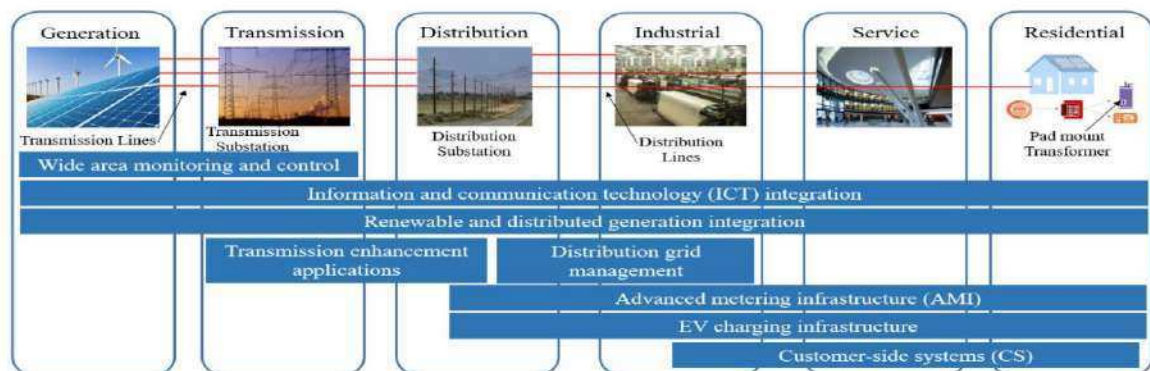 Generation
Transmission
Distribution
Industrial
Service
Residential
Transmission Lines
Transmission
Substation
Distribution
Substation
Distribution
Lines
Pad mount
Transformer
Wide area monitoring and control
Information and communication technology (ICT) integration
Renewable and distributed generation integration
Transmission enhancement
applications
Distribution grid
management
Advanced metering infrastructure (AMI)
EV charging infrastructure
Customer-side systems (CS)